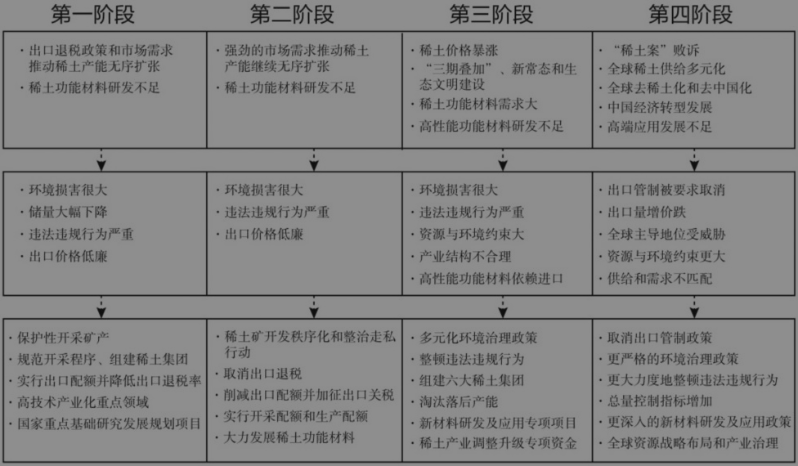 第一阶段
第二阶段
第三阶段
第四阶段
· 出口退税政策和市场需求
推动稀土产能无序扩张
· 稀土功能材料研发不足
· 强劲的市场需求推动稀土
产能继续无序扩张
· 稀土功能材料研发不足
· 稀土价格暴涨
· “三期叠加”、新常态和生
态文明建设
· 稀土功能材料需求大
· 高性能功能材料研发不足
· “稀土案”败诉
· 全球稀土供给多元化
· 全球去稀土化和去中国化
· 中国经济转型发展
· 高端应用发展不足
· 环境损害很大
· 储量大幅下降
· 违法违规行为严重
· 出口价格低廉
· 环境损害很大
· 违法违规行为严重
· 出口价格低廉
· 环境损害很大
· 违法违规行为严重
· 资源与环境约束大
· 产业结构不合理
· 高性能功能材料依赖进口
· 出口管制被要求取消
· 出口量增价跌
· 全球主导地位受威胁
· 资源与环境约束更大
· 供给和需求不匹配
· 保护性开采矿产
· 规范开采程序、组建稀土集团
· 实行出口配额并降低出口退税率
· 高技术产业化重点领域
· 国家重点基础研究发展规划项目
· 稀土矿开发秩序化和整治走私
行动
· 取消出口退税
· 削减出口配额并加征出口关税
· 实行开采配额和生产配额
· 大力发展稀土功能材料
· 多元化环境治理政策
· 整顿违法违规行为
· 组建六大稀土集团
· 淘汰落后产能
· 新材料研发及应用专项项目
· 稀土产业调整升级专项资金
· 取消出口管制政策
· 更严格的环境治理政策
· 更大力度地整顿违法违规行为
· 总量控制指标增加
· 更深入的新材料研发及应用政策
· 全球资源战略布局和产业治理